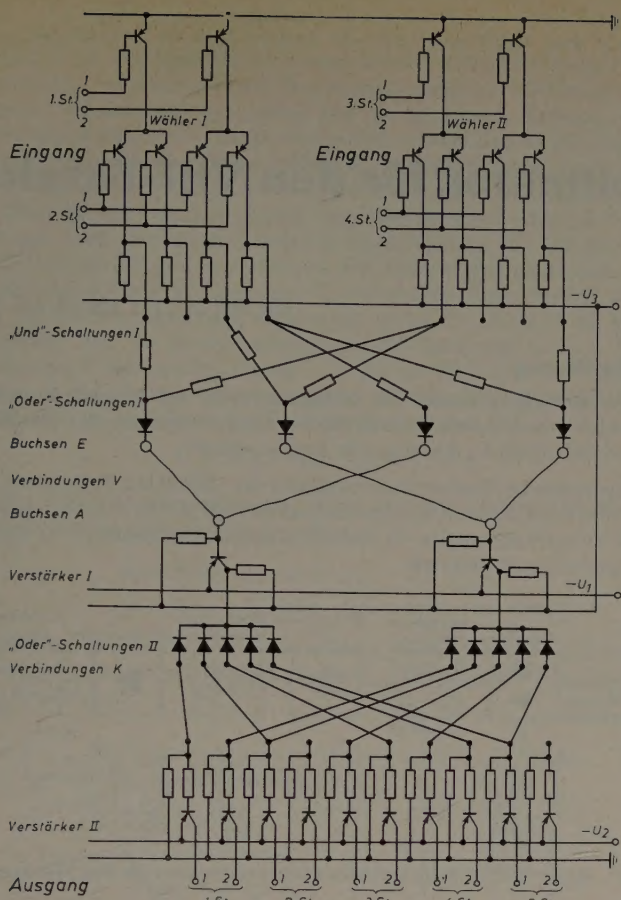 1
1.St.
2
Wähler I
1
3.St.
2
Wähler II
Eingang
Eingang
1
2.St.
2
1
4.St.
2
–U3
„Und"-Schaltungen I
„Oder"-Schaltungen I
Buchsen E
Verbindungen V
Buchsen A
Verstärker I
–U1
„Oder"-Schaltungen II
Verbindungen K
Verstärker II
–U2
Ausgang
1 2 1 2 1 2 1 2 1 2